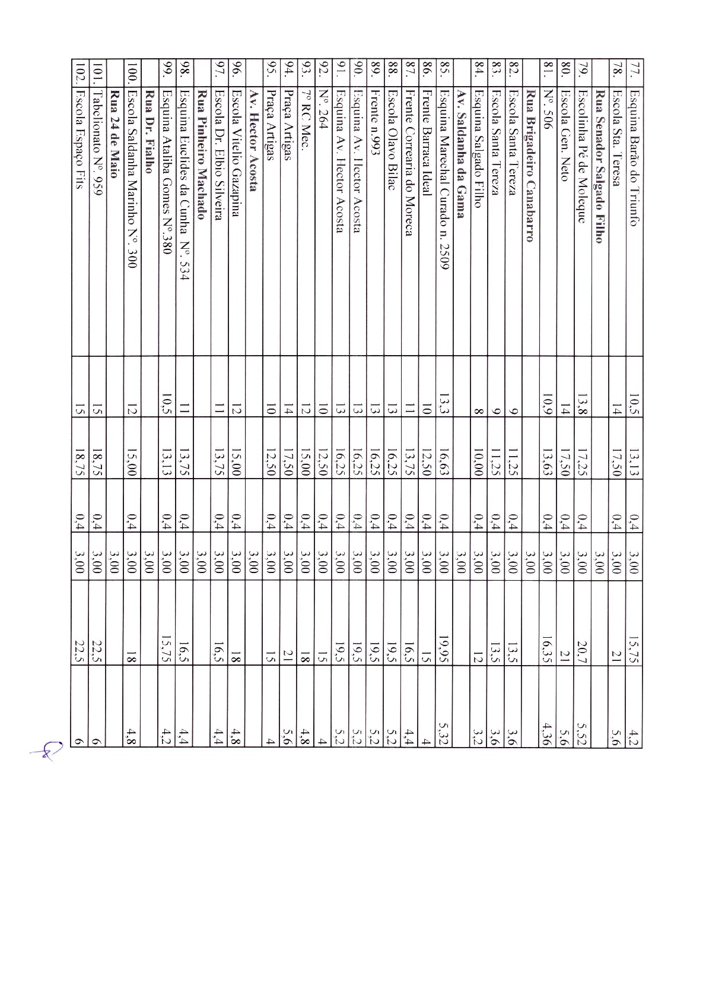 77. Esquina Barão do Triunfo 10,5 13,13 0,4 3,00 15,75 4,2
78. Escola Sta. Teresa 14 17,50 0,4 3,00 21 5,6
Rua Senador Salgado Filho 3,00
79. Escolinha Pé de Moleque 13,8 17,25 0,4 3,00 20,7 5,52
80. Escola Gen. Neto 14 17,50 0,4 3,00 21 5,6
81. Nº. 506 10,9 13,63 0,4 3,00 16,35 4,36
Rua Brigadeiro Canabarro 3,00
82. Escola Santa Tereza 9 11,25 0,4 3,00 13,5 3,6
83. Escola Santa Tereza 9 11,25 0,4 3,00 13,5 3,6
84. Esquina Salgado Filho 8 10,00 0,4 3,00 12 3,2
Av. Saldanha da Gama 3,00
85. Esquina Marechal Curado n. 2509 13,3 16,63 0,4 3,00 19,95 5,32
86. Frente Barraca Ideal 10 12,50 0,4 3,00 15 4
87. Frente Correaria do Moreca 11 13,75 0,4 3,00 16,5 4,4
88. Escola Olavo Bilac 13 16,25 0,4 3,00 19,5 5,2
89. Frente n.993 13 16,25 0,4 3,00 19,5 5,2
90. Esquina Av. Hector Acosta 13 16,25 0,4 3,00 19,5 5,2
91. Esquina Av. Hector Acosta 13 16,25 0,4 3,00 19,5 5,2
92. Nº. 264 10 12,50 0,4 3,00 15 4
93. 7º RC Mec. 12 15,00 0,4 3,00 18 4,8
94. Praça Artigas 14 17,50 0,4 3,00 21 5,6
95. Praça Artigas 10 12,50 0,4 3,00 15 4
Av. Hector Acosta 3,00
96. Escola Vitelio Gazapina 12 15,00 0,4 3,00 18 4,8
97. Escola Dr. Elbio Silveira 11 13,75 0,4 3,00 16,5 4,4
Rua Pinheiro Machado 3,00
98. Esquina Euclides da Cunha Nº. 534 11 13,75 0,4 3,00 16,5 4,4
99. Esquina Ataliba Gomes Nº.380 10,5 13,13 0,4 3,00 15,75 4,2
Rua Dr. Fialho 3,00
100. Escola Saldanha Marinho Nº. 300 12 15,00 0,4 3,00 18 4,8
Rua 24 de Maio 3,00
101. Tabelionato Nº. 959 15 18,75 0,4 3,00 22,5 6
102. Escola Espaço Fits 15 18,75 0,4 3,00 22,5 6